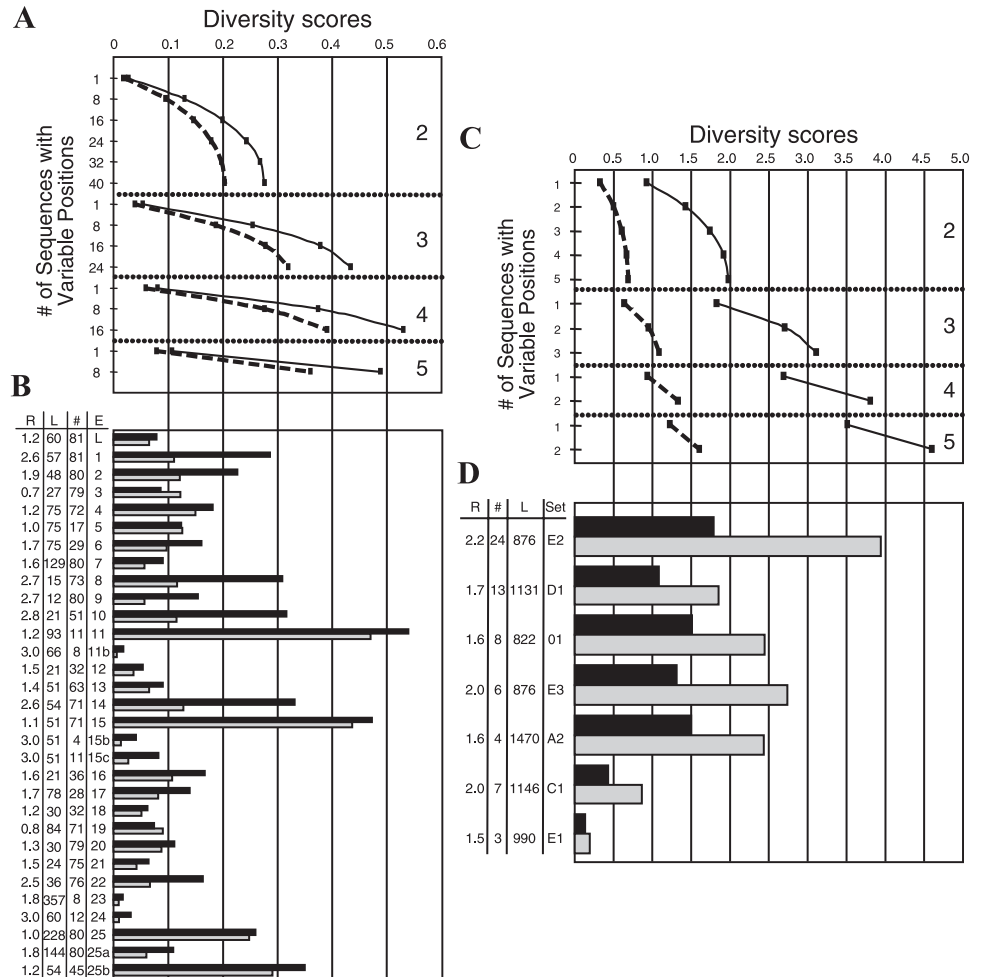 A
Diversity scores
0 0.1 0.2 0.3 0.4 0.5 0.6
# of Sequences with
Variable Positions
1
8
16
24
32
40
2
1
8
16
24
3
1
8
16
4
1
8
5
B
R L # E
1.2 60 81 L
2.6 57 81 1
1.9 48 80 2
0.7 27 79 3
1.2 75 72 4
1.0 75 17 5
1.7 75 29 6
1.6 129 80 7
2.7 15 73 8
2.7 12 80 9
2.8 21 51 10
1.2 93 11 11
3.0 66 8 11b
1.5 21 32 12
1.4 51 63 13
2.6 54 71 14
1.1 51 71 15
3.0 51 4 15b
3.0 51 11 15c
1.6 21 36 16
1.7 78 28 17
1.2 30 32 18
0.8 84 71 19
1.3 30 79 20
1.5 24 75 21
2.5 36 76 22
1.8 357 8 23
3.0 60 12 24
1.0 228 80 25
1.8 144 80 25a
1.2 54 45 25b
C
Diversity scores
0 0.5 1.0 1.5 2.0 2.5 3.0 3.5 4.0 4.5 5.0
# of Sequences with
Variable Positions
1
2
3
4
5
2
1
2
3
3
1
2
4
1
2
5
D
R # L Set
2.2 24 876 E2
1.7 13 1131 D1
1.6 8 822 01
2.0 6 876 E3
1.6 4 1470 A2
2.0 7 1146 C1
1.5 3 990 E1